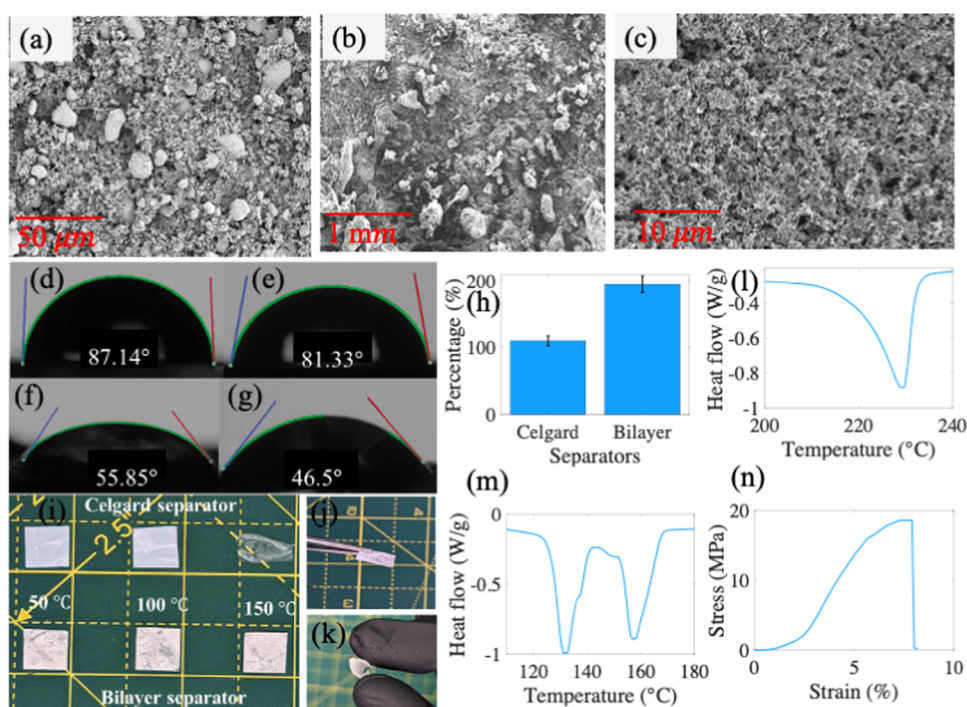 (a)
50 μm
(b)
1 mm
(c)
10 μm
(d)
87.14°
(e)
81.33°
(f)
55.85°
(g)
46.5°
(h)
Percentage (%)
200
100
0
Celgard
Bilayer
Separators
(l)
Heat flow (W/g)
-0.4
-0.6
-0.8
-1
200
220
240
Temperature (°C)
(i)
Celgard separator
2.5"
50 °C
100 °C
150 °C
Bilayer separator
(j)
(k)
(m)
Heat flow (W/g)
0
-0.5
-1
120
140
160
180
Temperature (°C)
(n)
Stress (MPa)
20
10
0
0
5
10
Strain (%)